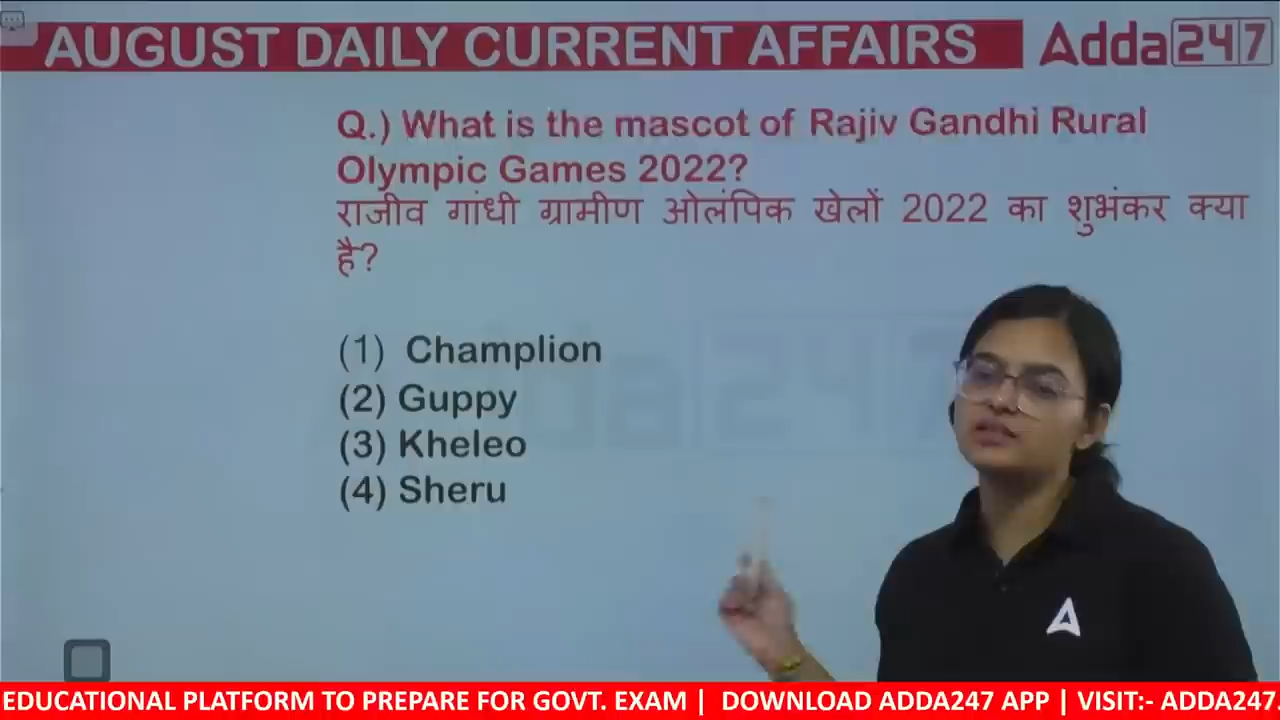 AUGUST DAILY CURRENT AFFAIRS
Adda247
Q.) What is the mascot of Rajiv Gandhi Rural
Olympic Games 2022?
राजीव गांधी ग्रामीण ओलंपिक खेलों 2022 का शुभंकर क्या
है?
(1) Champlion
(2) Guppy
(3) Kheleo
(4) Sheru
EDUCATIONAL PLATFORM TO PREPARE FOR GOVT. EXAM | DOWNLOAD ADDA247 APP | VISIT:- ADDA247.